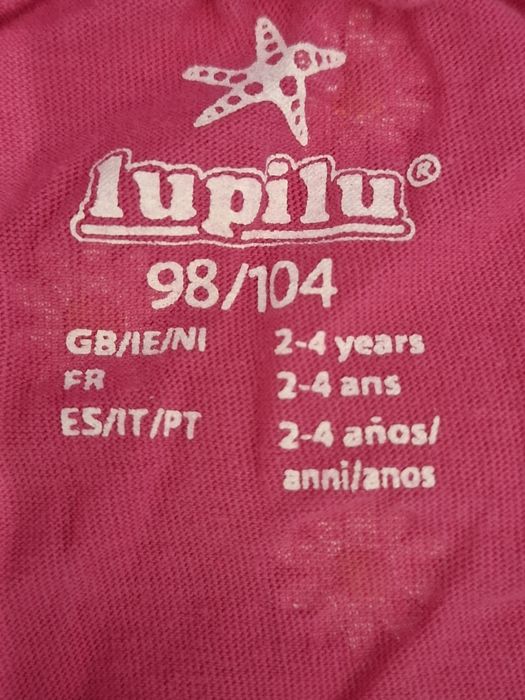 lupilu®
98/104
GB/IE/NI 2-4 years
FR 2-4 ans
ES/IT/PT 2-4 años/
anni/anos